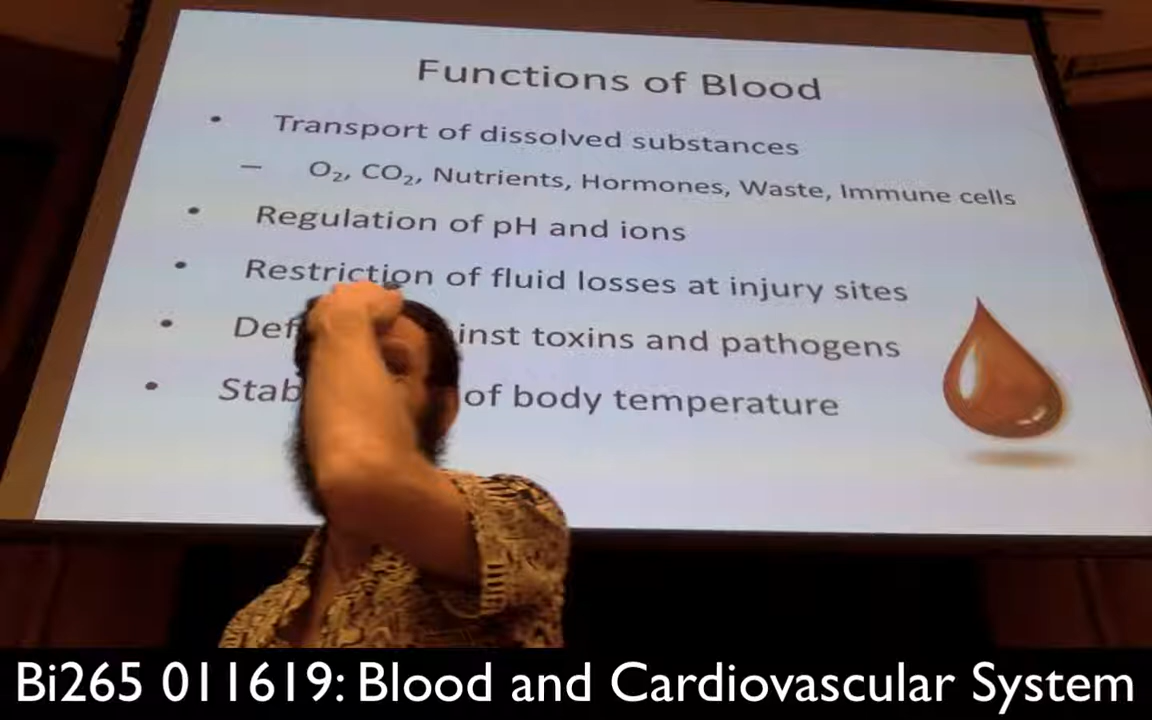 Functions of Blood
• Transport of dissolved substances
– O₂, CO₂, Nutrients, Hormones, Waste, Immune cells
• Regulation of pH and ions
• Restriction of fluid losses at injury sites
• toxins and pathogens
• of body temperature
Bi265 011619: Blood and Cardiovascular System